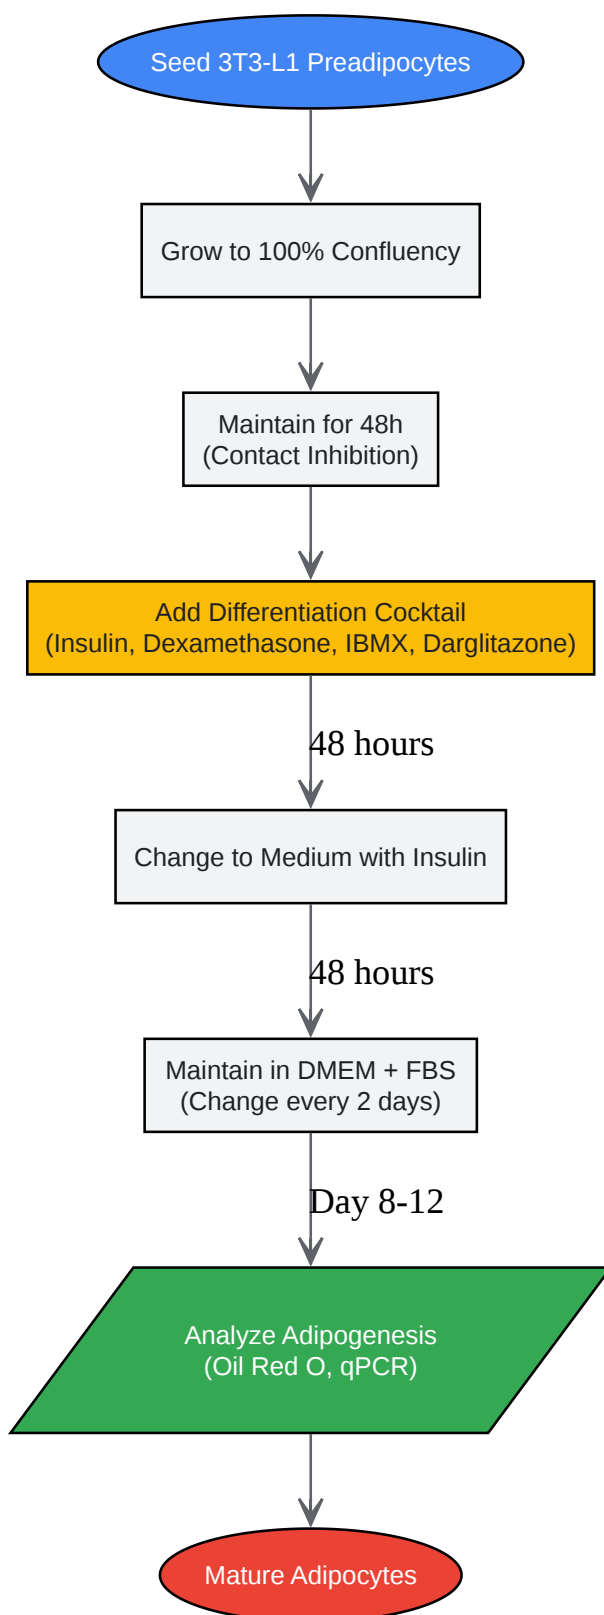 Seed 3T3-L1 Preadipocytes
Grow to 100% Confluency
Maintain for 48h
(Contact Inhibition)
Add Differentiation Cocktail
(Insulin, Dexamethasone, IBMX, Darglitazone)
48 hours
Change to Medium with Insulin
48 hours
Maintain in DMEM + FBS
(Change every 2 days)
Day 8-12
Analyze Adipogenesis
(Oil Red O, qPCR)
Mature Adipocytes